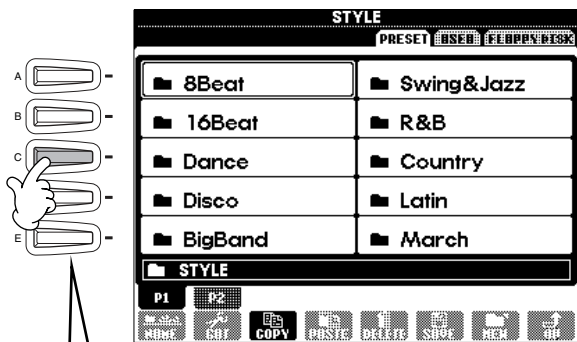 STYLE
PRESET USER FLOPPY DISK
A 8Beat Swing&Jazz
B 16Beat R&B
C Dance Country
Disco Latin
E BigBand March
STYLE
P1 P2
NAME CUT COPY PASTE DELETE SAVE NEW UP